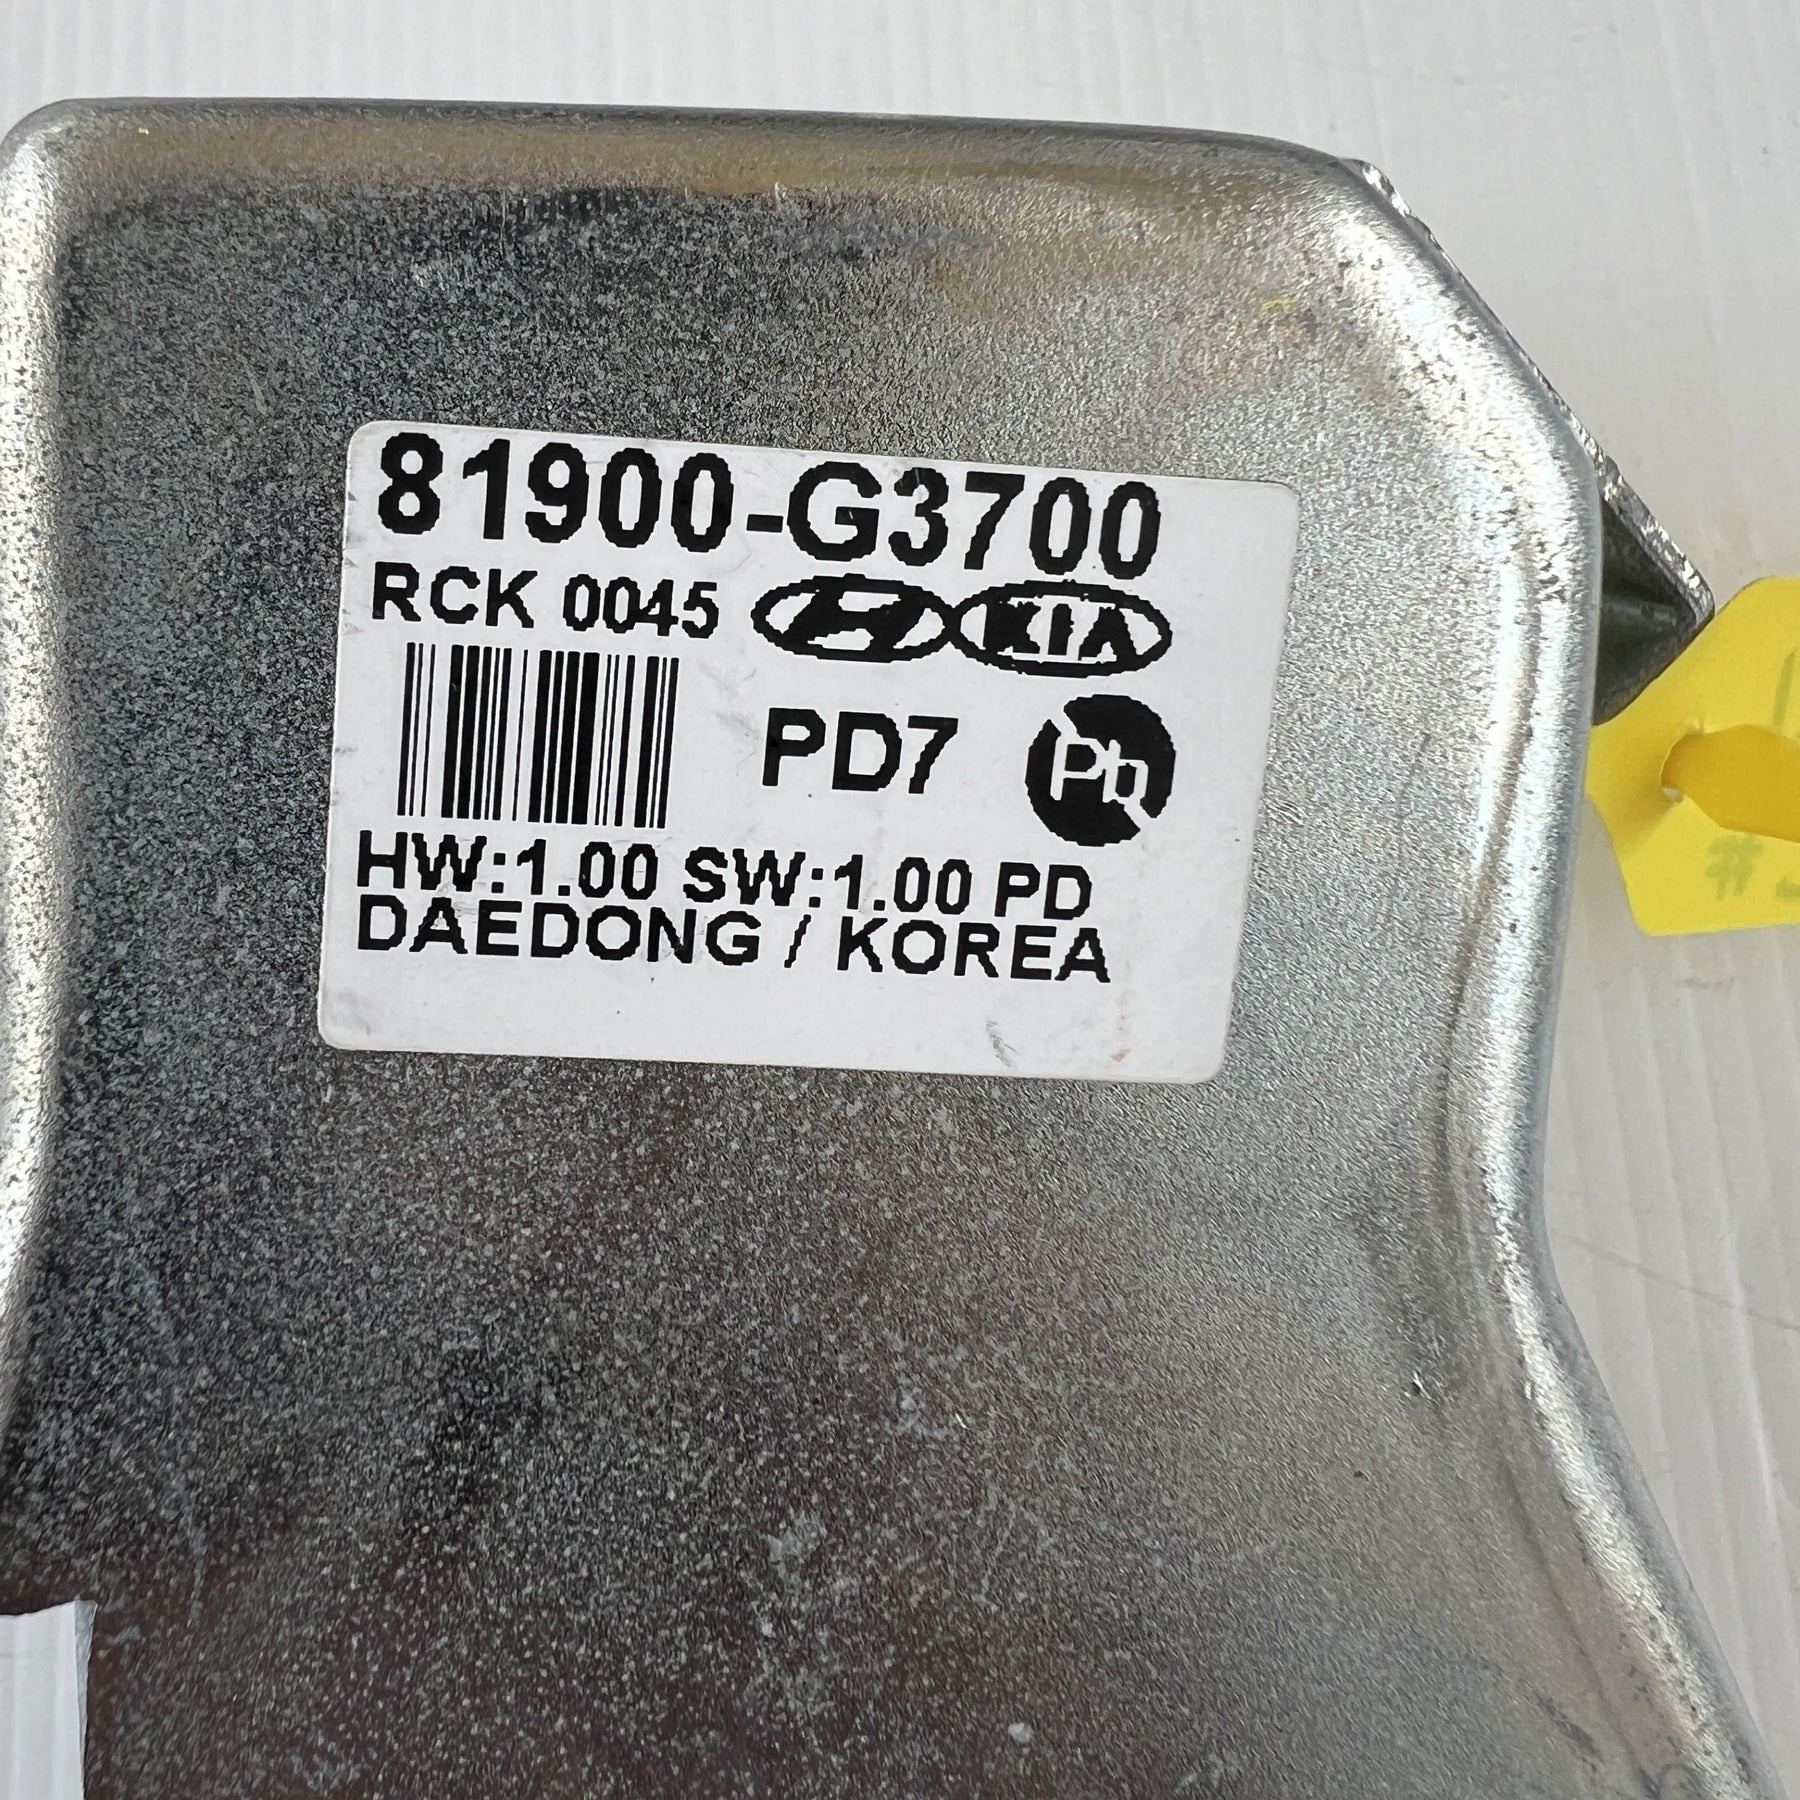 81900-G3700
RCK 0045 KIA
PD7 Pb
HW:1.00 SW:1.00 PD
DAEDONG / KOREA